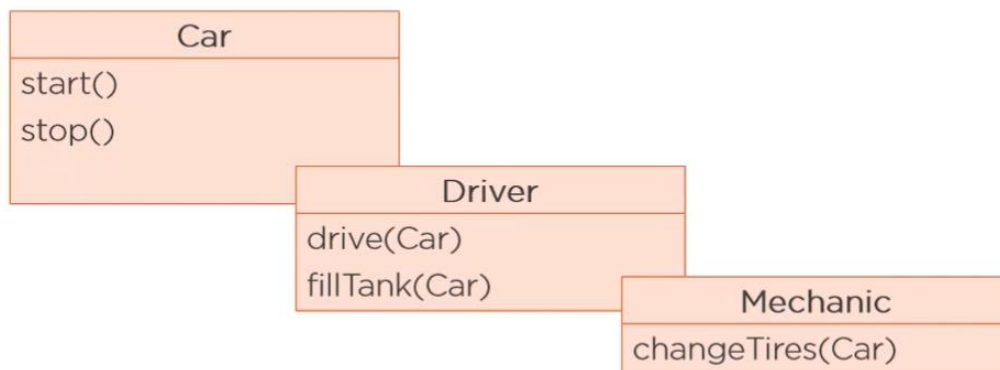 Car
start()
stop()
Driver
drive(Car)
fillTank(Car)
Mechanic
changeTires(Car)